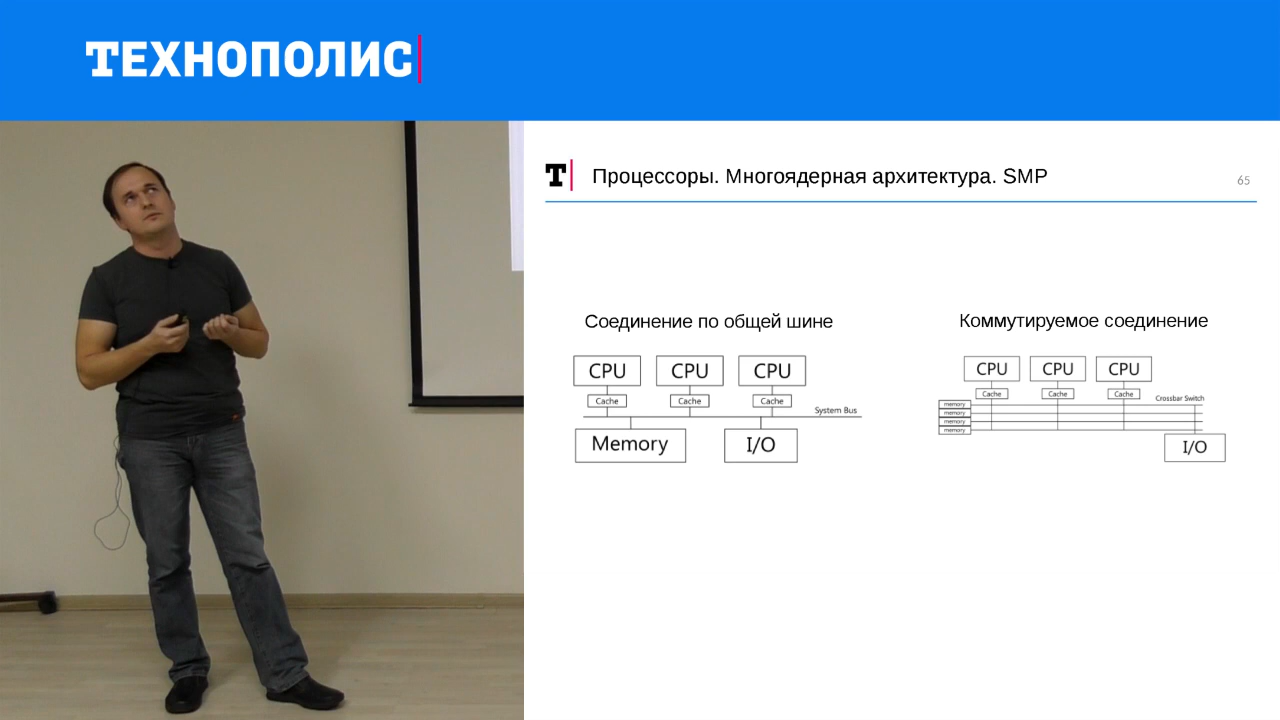 ТЕХНОПОЛИС
Т Процессоры. Многоядерная архитектура. SMP 65
Соединение по общей шине
CPU CPU CPU
Cache Cache Cache
System Bus
Memory I/O
Коммутируемое соединение
CPU CPU CPU
Cache Cache Cache
Crossbar Switch
memory
memory
memory
memory
I/O